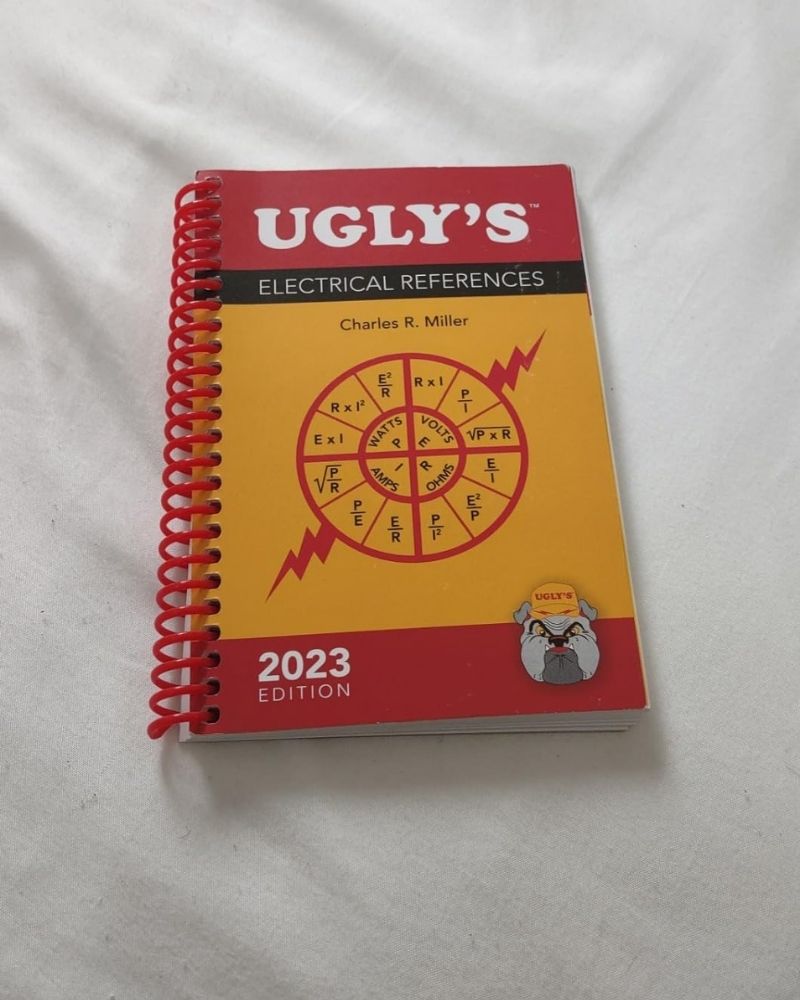 UGLY'S™
ELECTRICAL REFERENCES
Charles R. Miller
E²/R
R x I
R x I²
P/I
E x I
WATTS
VOLTS
√P x R
P
E
I
R
AMPS
OHMS
√P/R
E/I
P/E
E²/P
E/R
P/I²
UGLY'S
2023
EDITION